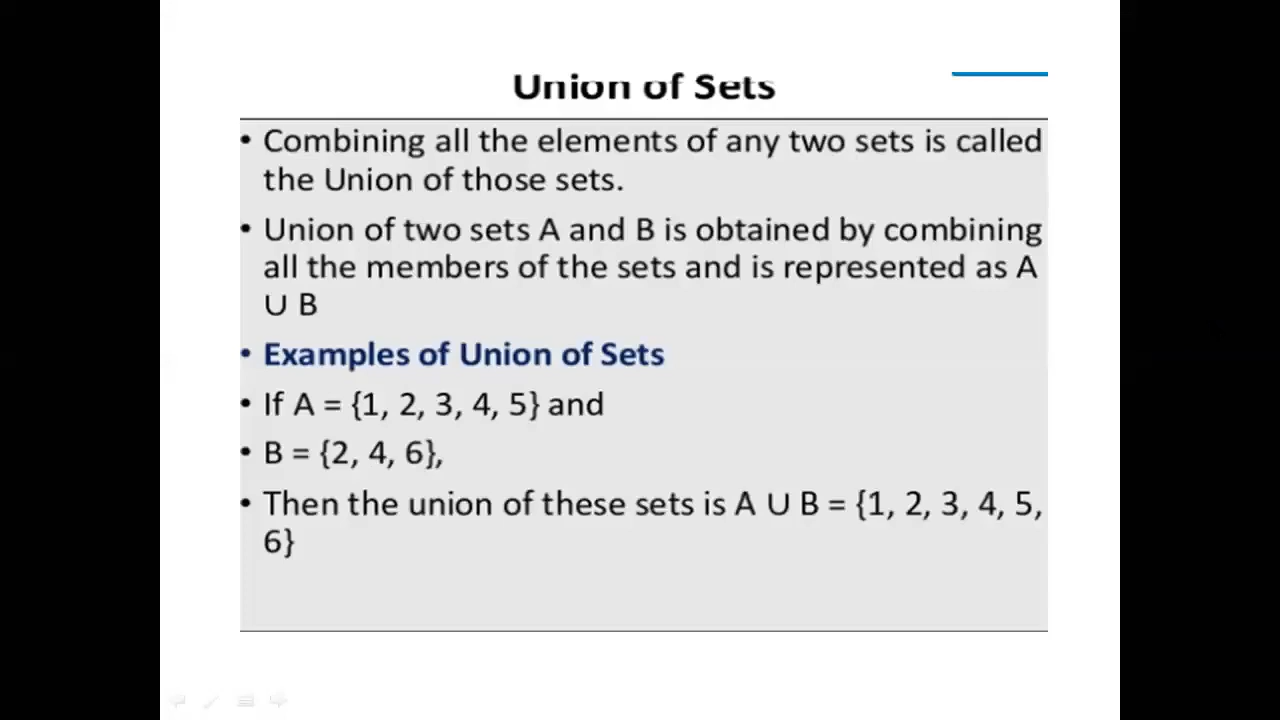 Union of Sets
• Combining all the elements of any two sets is called
the Union of those sets.
• Union of two sets A and B is obtained by combining
all the members of the sets and is represented as A
∪ B
• Examples of Union of Sets
• If A = {1, 2, 3, 4, 5} and
• B = {2, 4, 6},
• Then the union of these sets is A ∪ B = {1, 2, 3, 4, 5,
6}